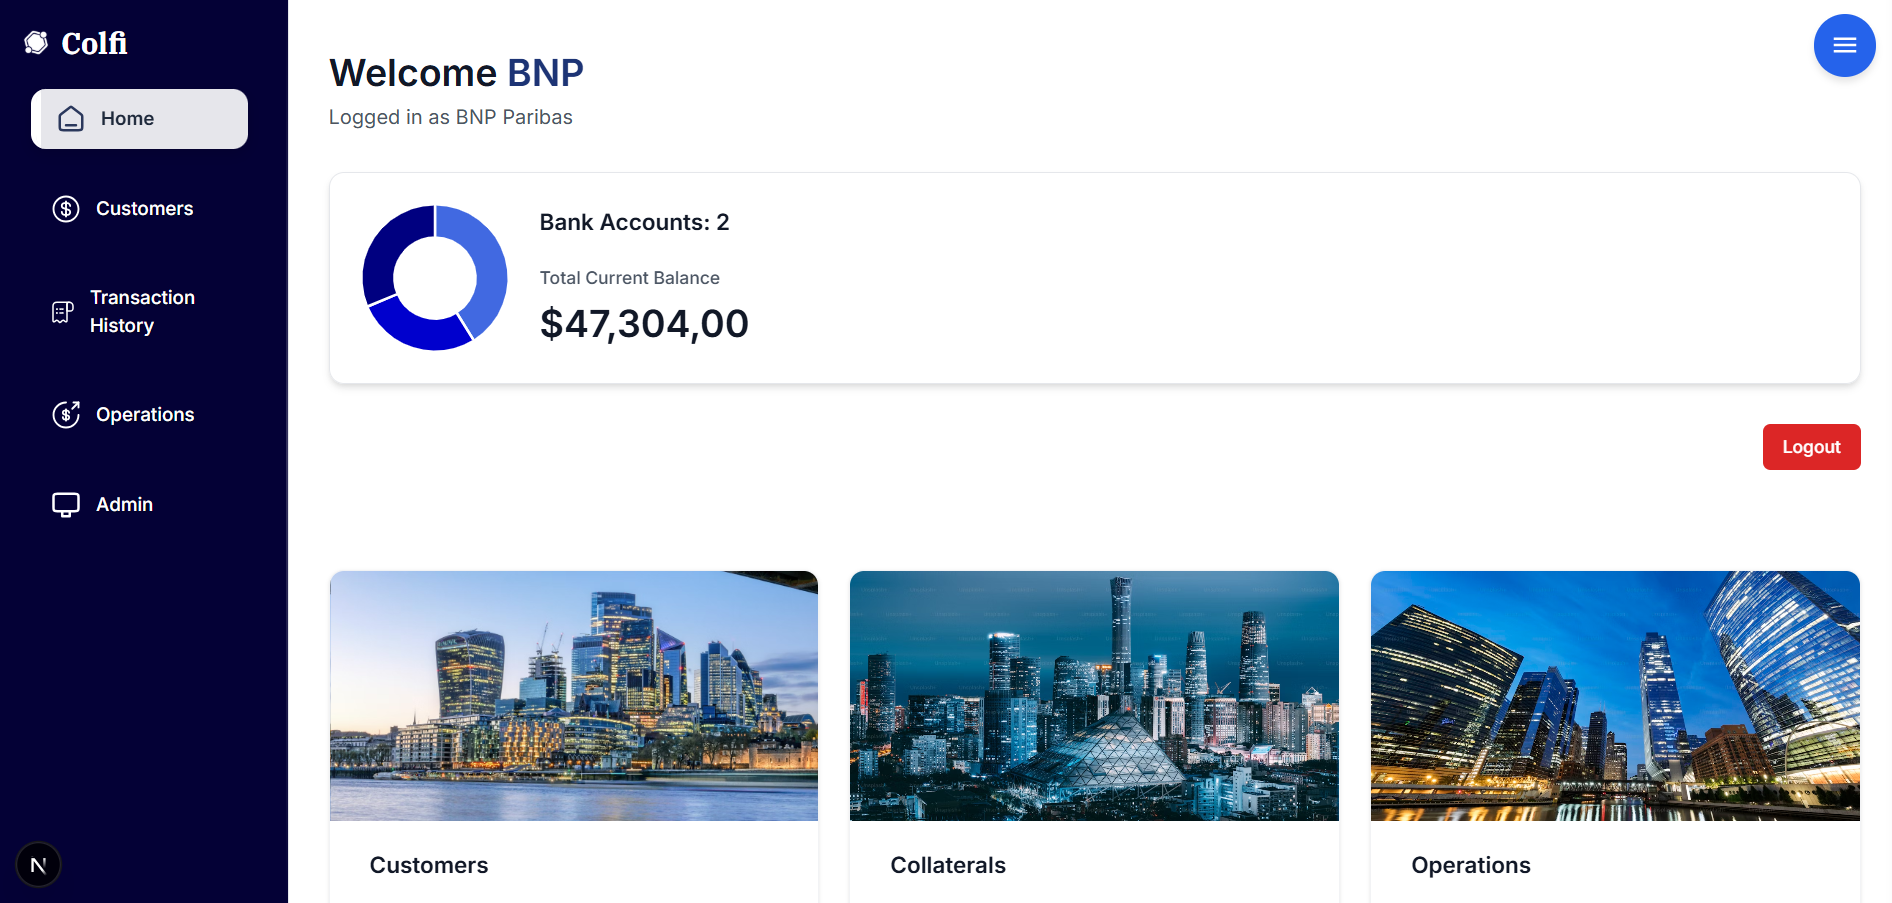 Colfi
Home
Customers
Transaction
History
Operations
Admin
N
Welcome BNP
Logged in as BNP Paribas
Bank Accounts: 2
Total Current Balance
$47,304,00
Logout
Customers
Collaterals
Operations